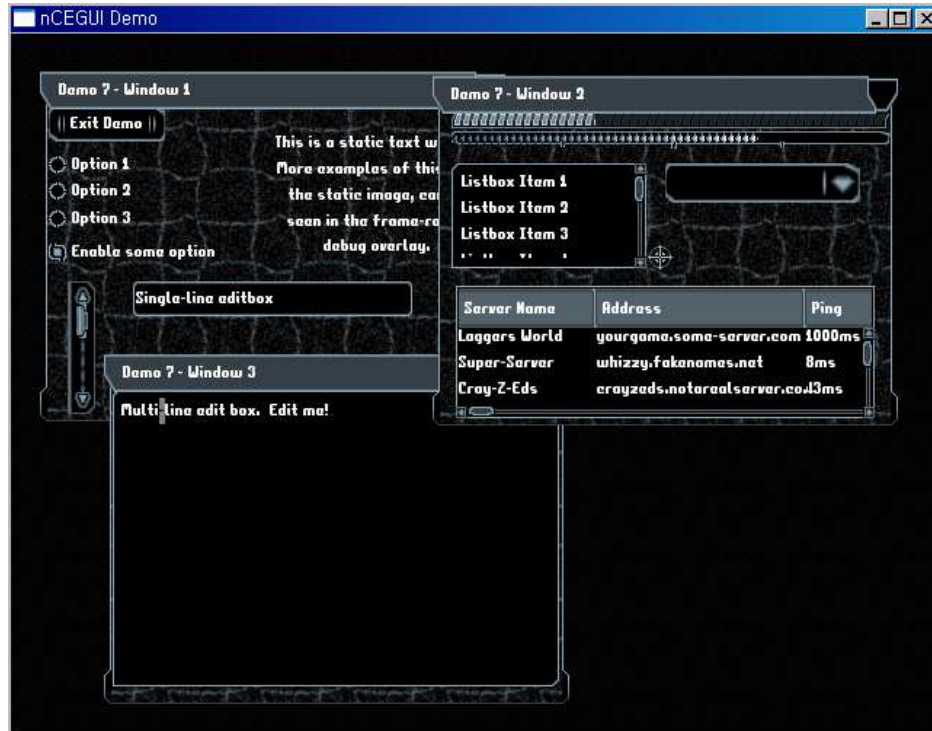 nCEGUI Demo
Demo 7 - Window 1
Exit Demo
Option 1
Option 2
Option 3
Enable some option
This is a static text
More examples of
the static image,
seen in the
debug overlay.
Single-line editbox
Demo 7 - Window 2
Listbox Item 1
Listbox Item 2
Listbox Item 3
Server Name Address Ping
Laggers World yourgame.some-server.com 1000ms
Super-Server whizzy.fakenames.net 8ms
Cray-Z-Eds crayzeds.notarealserver.co 43ms
Demo 7 - Window 3
Multi-line edit box. Edit me!